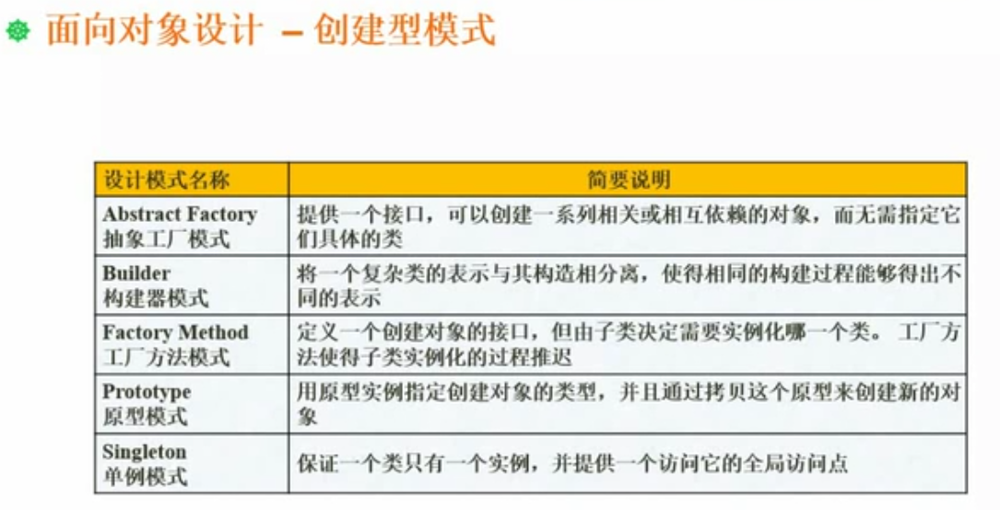 面向对象设计 – 创建型模式
设计模式名称 简要说明
Abstract Factory
抽象工厂模式
提供一个接口，可以创建一系列相关或相互依赖的对象，而无需指定它
们具体的类
Builder
构建器模式
将一个复杂类的表示与其构造相分离，使得相同的构建过程能够得出不
同的表示
Factory Method
工厂方法模式
定义一个创建对象的接口，但由子类决定需要实例化哪一个类。 工厂方
法使得子类实例化的过程推迟
Prototype
原型模式
用原型实例指定创建对象的类型，并且通过拷贝这个原型来创建新的对
象
Singleton
单例模式
保证一个类只有一个实例，并提供一个访问它的全局访问点